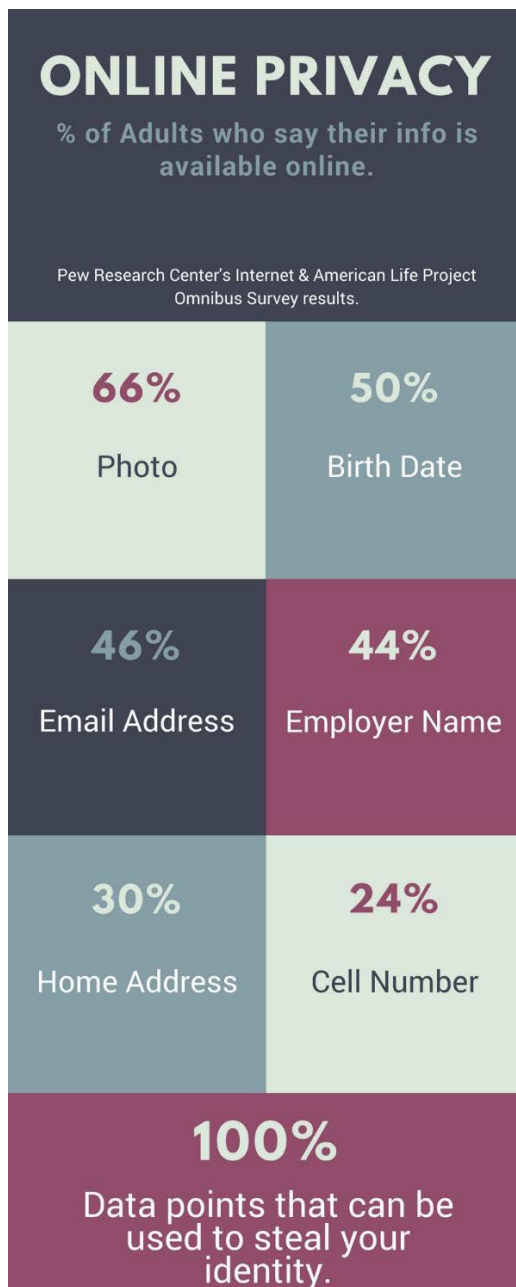 ONLINE PRIVACY
% of Adults who say their info is
available online.
Pew Research Center's Internet & American Life Project
Omnibus Survey results.
66%
Photo
50%
Birth Date
46%
Email Address
44%
Employer Name
30%
Home Address
24%
Cell Number
100%
Data points that can be
used to steal your
identity.